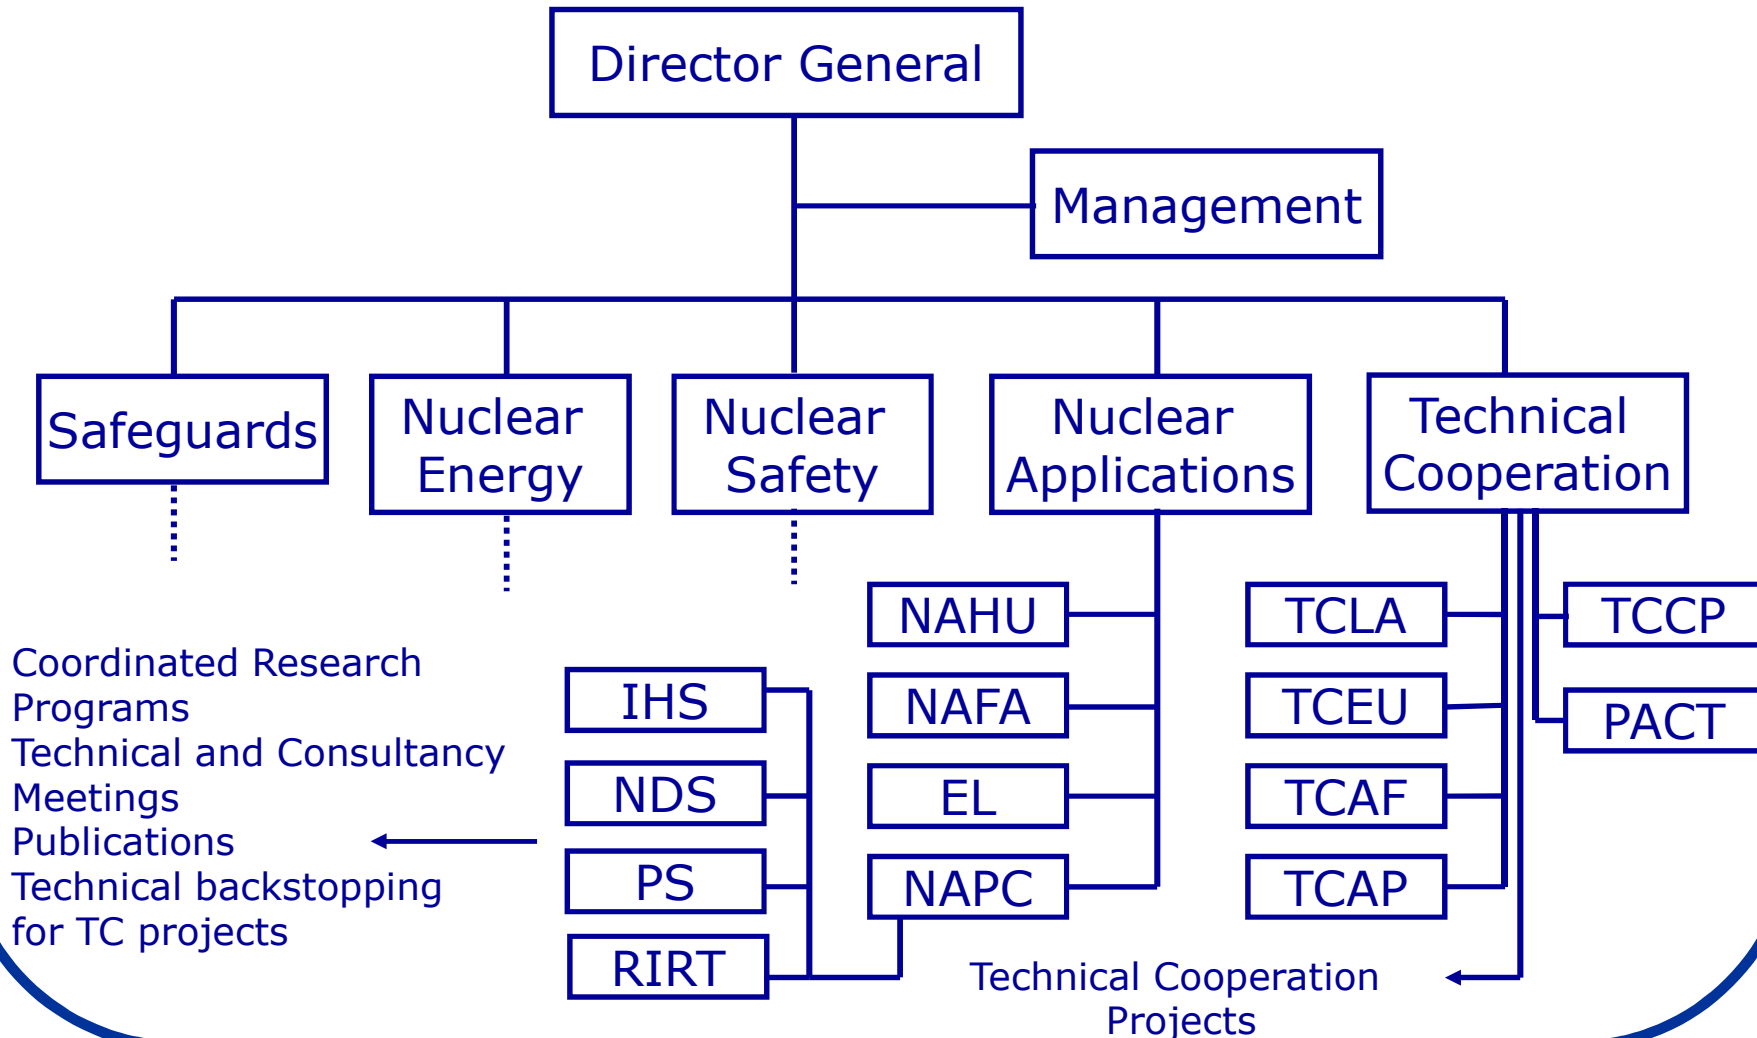 Director General
Management
Safeguards
Nuclear
Energy
Nuclear
Safety
Nuclear
Applications
Technical
Cooperation
NAHU
NAFA
EL
NAPC
TCLA
TCEU
TCAF
TCAP
TCCP
PACT
IHS
NDS
PS
RIRT
Coordinated Research
Programs
Technical and Consultancy
Meetings
Publications
Technical backstopping
for TC projects
Technical Cooperation
Projects